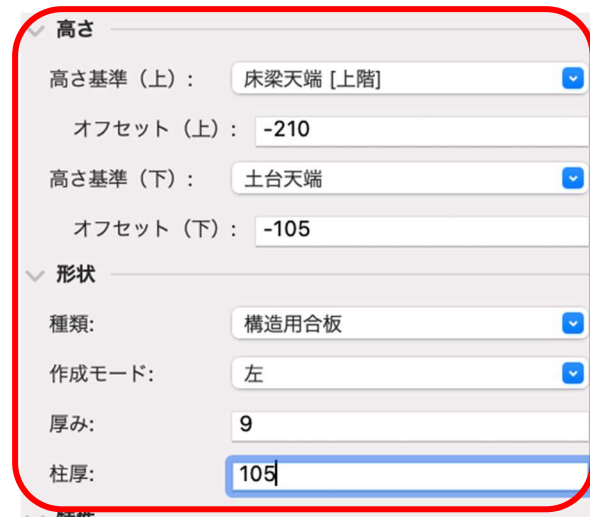 高さ
高さ基準（上）: 床梁天端 [上階]
オフセット（上）: -210
高さ基準（下）: 土台天端
オフセット（下）: -105
形状
種類: 構造用合板
作成モード: 左
厚み: 9
柱厚: 105